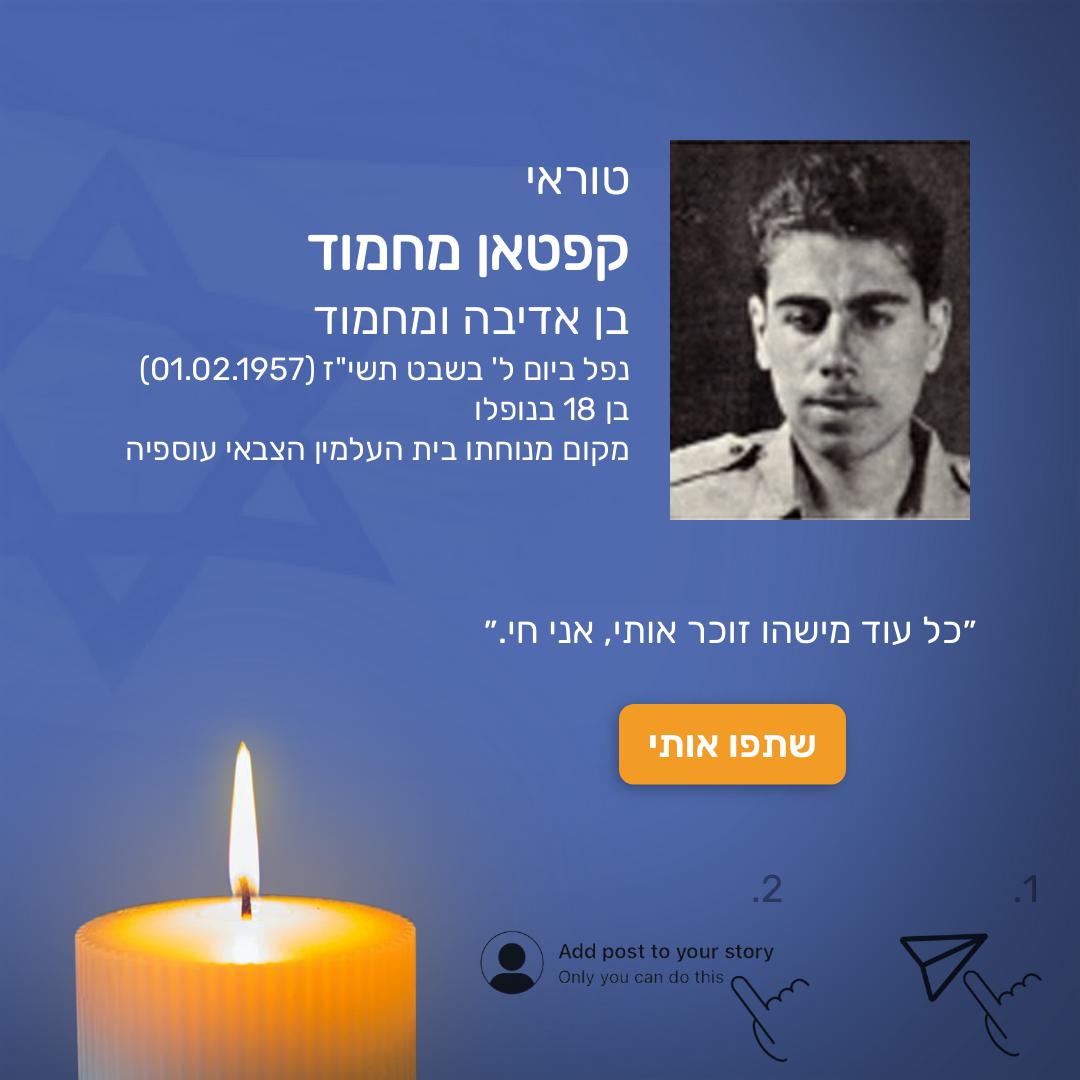 טוראי
קפטאן מחמוד
בן אדיבה ומחמוד
נפל ביום ל' בשבט תשי"ז (01.02.1957)
בן 18 בנופלו
מקום מנוחתו בית העלמין הצבאי עוספיה
״כל עוד מישהו זוכר אותי, אני חי.״
שתפו אותי
1.
2.
Add post to your story
Only you can do this